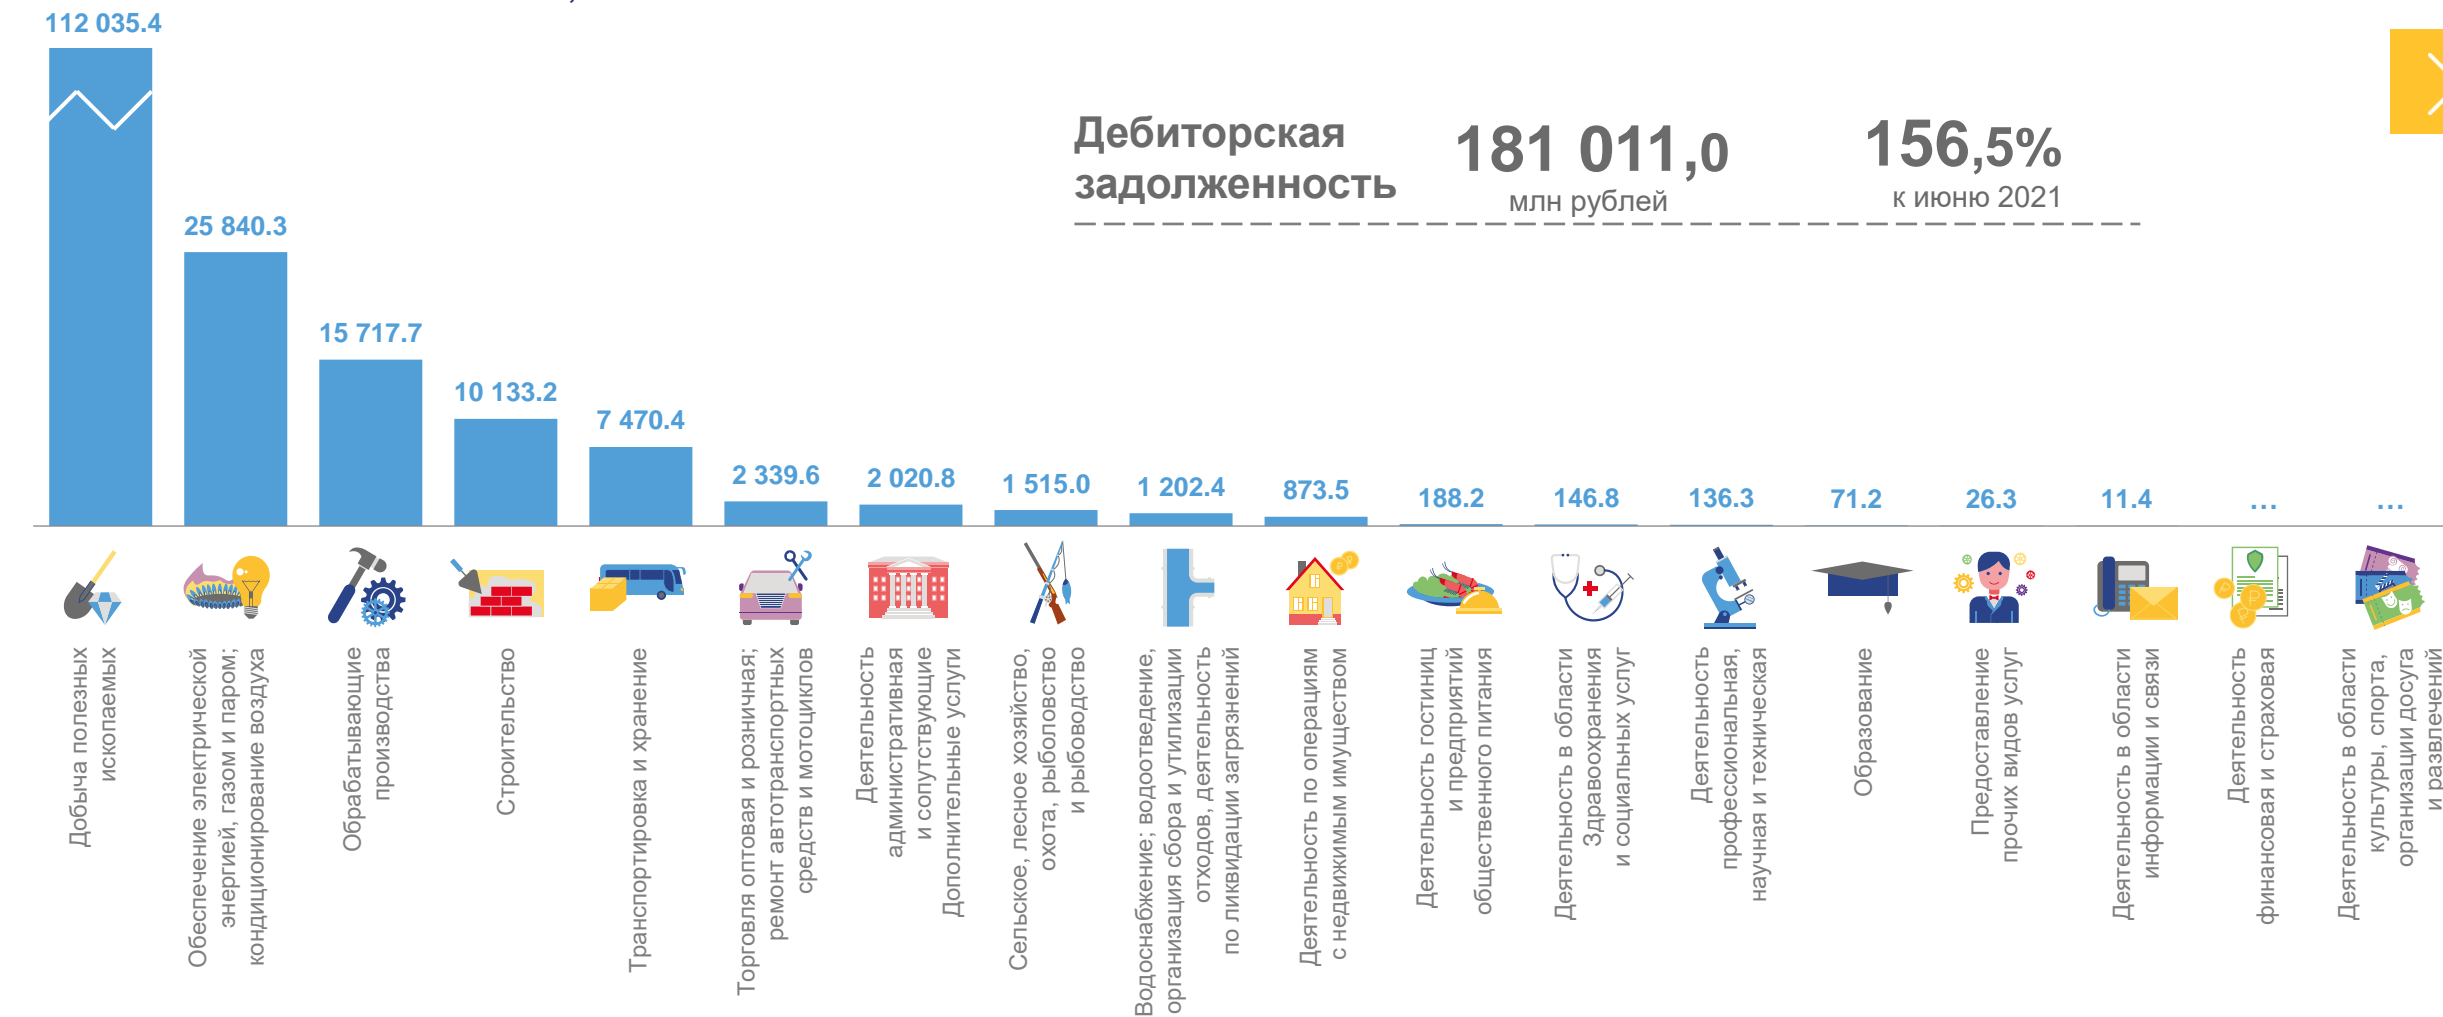 112 035.4
25 840.3
15 717.7
10 133.2
7 470.4
2 339.6
2 020.8
1 515.0
1 202.4
873.5
188.2
146.8
136.3
71.2
26.3
11.4
...
...
Дебиторская
задолженность
181 011,0
млн рублей
156,5%
к июню 2021
Добыча полезных
ископаемых
Обеспечение электрической
энергией, газом и паром;
кондиционирование воздуха
Обрабатывающие
производства
Строительство
Транспортировка и хранение
Торговля оптовая и розничная;
ремонт автотранспортных
средств и мотоциклов
Деятельность
административная
и сопутствующие
Дополнительные услуги
Сельское, лесное хозяйство,
охота, рыболовство
и рыбоводство
Водоснабжение; водоотведение,
организация сбора и утилизации
отходов, деятельность
по ликвидации загрязнений
Деятельность по операциям
с недвижимым имуществом
Деятельность гостиниц
и предприятий
общественного питания
Деятельность в области
Здравоохранения
и социальных услуг
Деятельность
профессиональная,
научная и техническая
Образование
Предоставление
прочих видов услуг
Деятельность в области
информации и связи
Деятельность
финансовая и страховая
Деятельность в области
культуры, спорта,
организации досуга
и развлечений